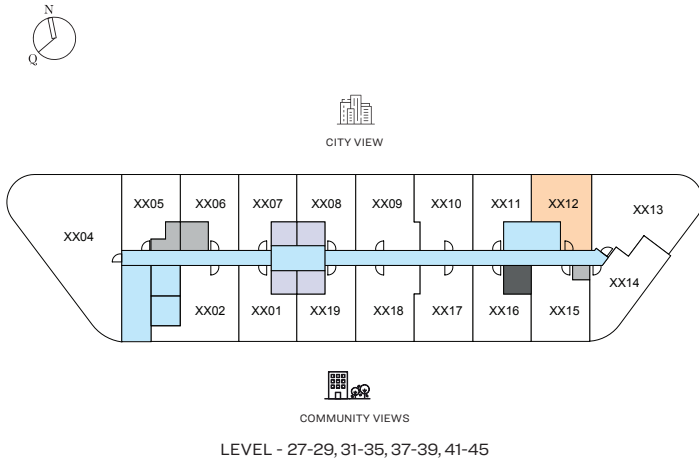 N
Q
CITY VIEW
XX05 XX06 XX07 XX08 XX09 XX10 XX11 XX12 XX13
XX04
XX14
XX02 XX01 XX19 XX18 XX17 XX16 XX15
COMMUNITY VIEWS
LEVEL - 27-29, 31-35, 37-39, 41-45